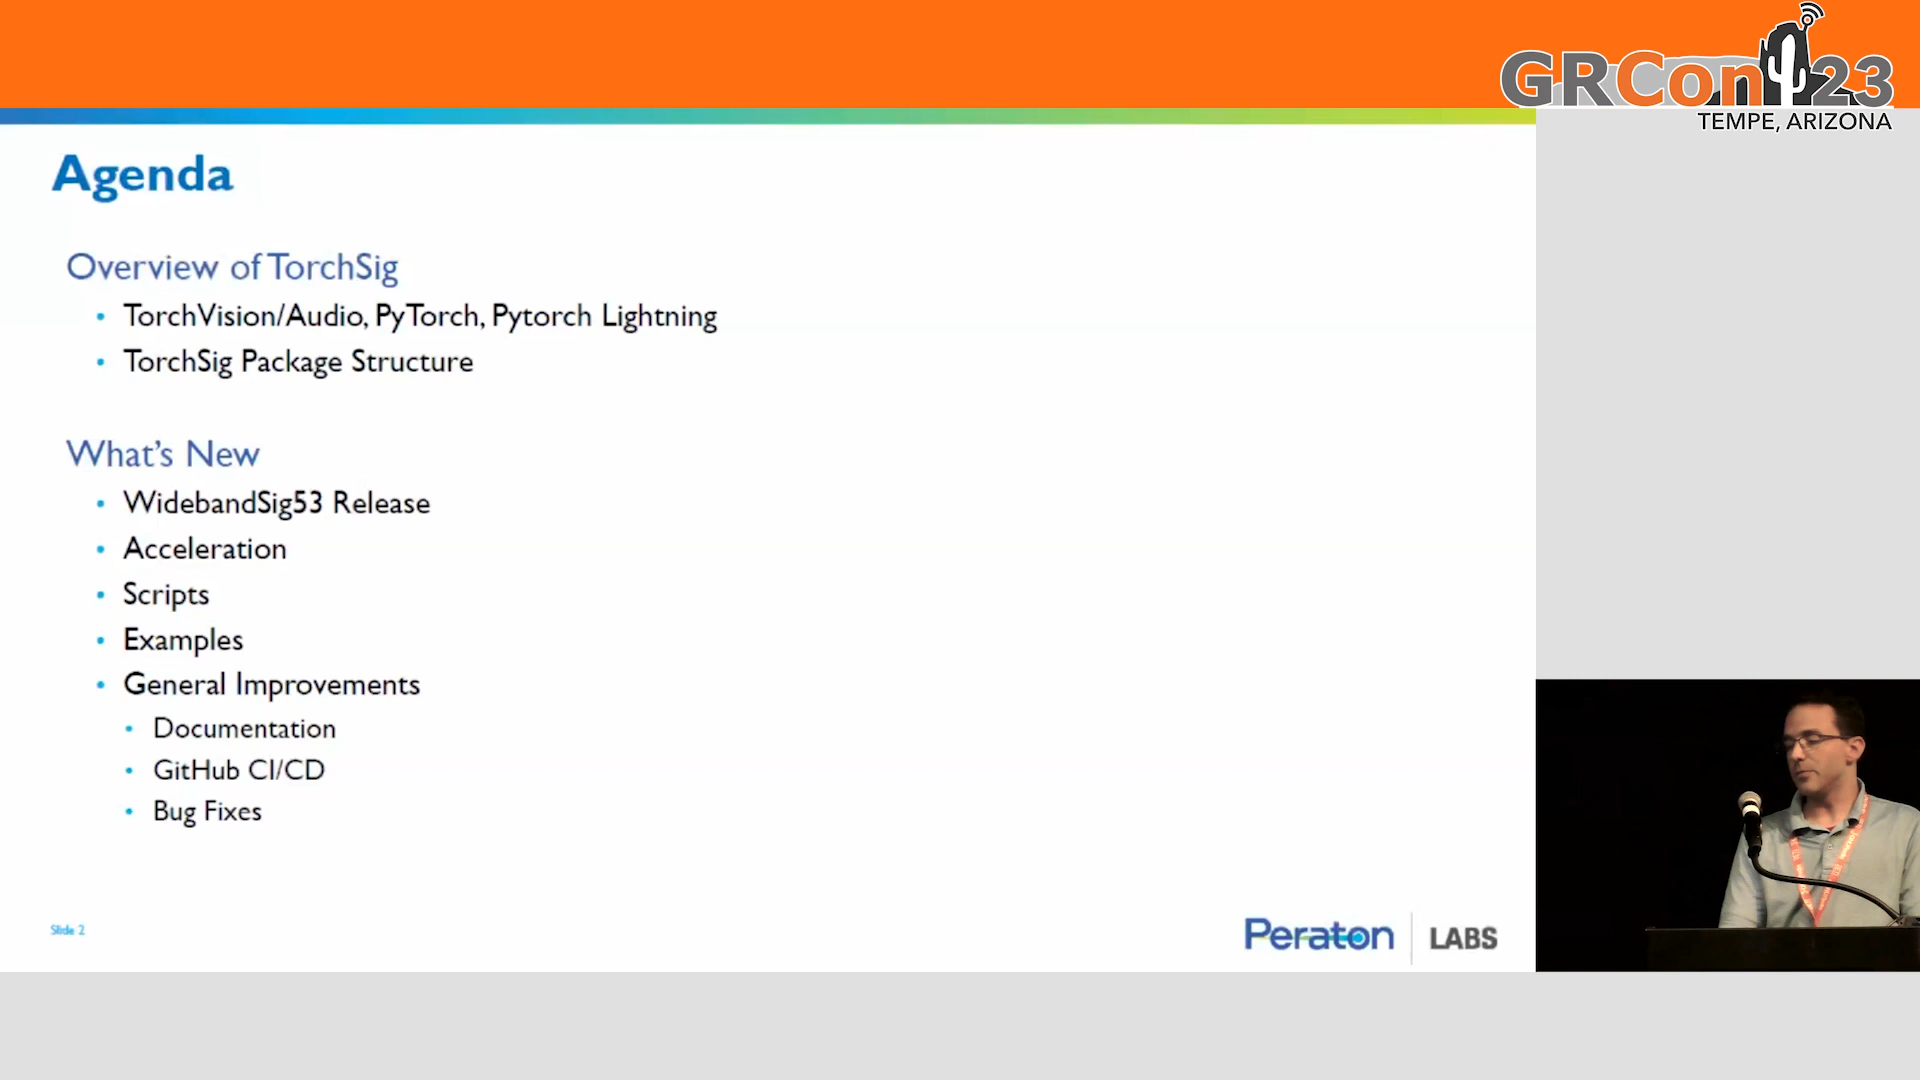 GRCon 23
TEMPE, ARIZONA
Agenda
Overview of TorchSig
• TorchVision/Audio, PyTorch, Pytorch Lightning
• TorchSig Package Structure
What's New
• WidebandSig53 Release
• Acceleration
• Scripts
• Examples
• General Improvements
• Documentation
• GitHub CI/CD
• Bug Fixes
Slide 2
Peraton LABS